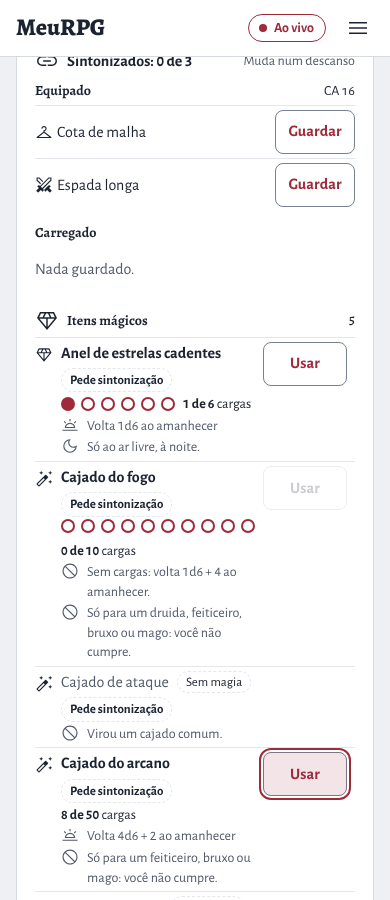 MeuRPG
Ao vivo
Sintonizados: 0 de 3
Muda num descanso
Equipado
CA 16
Cota de malha
Guardar
Espada longa
Guardar
Carregado
Nada guardado.
Itens mágicos
5
Anel de estrelas cadentes
Usar
Pede sintonização
1 de 6 cargas
Volta 1d6 ao amanhecer
Só ao ar livre, à noite.
Cajado do fogo
Usar
Pede sintonização
0 de 10 cargas
Sem cargas: volta 1d6 + 4 ao
amanhecer.
Só para um druida, feiticeiro,
bruxo ou mago: você não
cumpre.
Cajado de ataque
Sem magia
Pede sintonização
Virou um cajado comum.
Cajado do arcano
Usar
Pede sintonização
8 de 50 cargas
Volta 4d6 + 2 ao amanhecer
Só para um feiticeiro, bruxo ou
mago: você não cumpre.